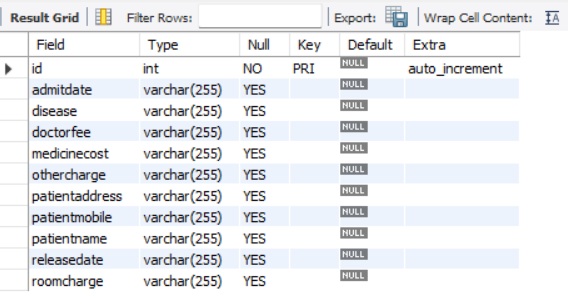 Result Grid Filter Rows: Export: Wrap Cell Content: IA
Field Type Null Key Default Extra
id int NO PRI NULL auto_increment
admitdate varchar(255) YES NULL
disease varchar(255) YES NULL
doctorfee varchar(255) YES NULL
medicinecost varchar(255) YES NULL
othercharge varchar(255) YES NULL
patientaddress varchar(255) YES NULL
patientmobile varchar(255) YES NULL
patientname varchar(255) YES NULL
releasedate varchar(255) YES NULL
roomcharge varchar(255) YES NULL